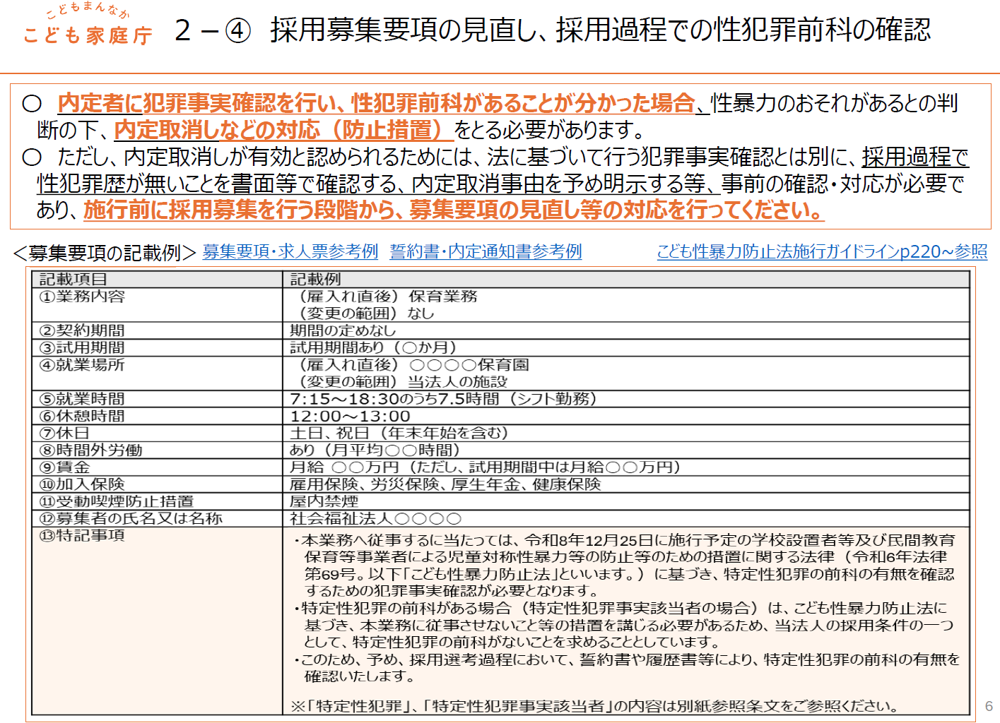 こどもまんなか
こども家庭庁
２－④　採用募集要項の見直し、採用過程での性犯罪前科の確認
〇　内定者に犯罪事実確認を行い、性犯罪前科があることが分かった場合、性暴力のおそれがあるとの判
断の下、内定取消しなどの対応（防止措置）をとる必要があります。
〇　ただし、内定取消しが有効と認められるためには、法に基づいて行う犯罪事実確認とは別に、採用過程で
性犯罪歴が無いことを書面等で確認する、内定取消事由を予め明示する等、事前の確認・対応が必要で
あり、施行前に採用募集を行う段階から、募集要項の見直し等の対応を行ってください。
＜募集要項の記載例＞ 募集要項・求人票参考例 誓約書・内定通知書参考例 こども性暴力防止法施行ガイドラインp220~参照
記載項目 記載例
①業務内容 （雇入れ直後）保育業務
（変更の範囲）なし
②契約期間 期間の定めなし
③試用期間 試用期間あり（○か月）
④就業場所 （雇入れ直後）○○○○保育園
（変更の範囲）当法人の施設
⑤就業時間 7:15～18:30のうち7.5時間（シフト勤務）
⑥休憩時間 12:00～13:00
⑦休日 土日、祝日（年末年始を含む）
⑧時間外労働 あり（月平均○○時間）
⑨賃金 月給 ○○万円（ただし、試用期間中は月給○○万円）
⑩加入保険 雇用保険、労災保険、厚生年金、健康保険
⑪受動喫煙防止措置 屋内禁煙
⑫募集者の氏名又は名称 社会福祉法人○○○○
⑬特記事項 ・本業務へ従事するに当たっては、令和8年12月25日に施行予定の学校設置者等及び民間教育
保育等事業者による児童対称性暴力等の防止等のための措置に関する法律（令和6年法律
第69号。以下「こども性暴力防止法」といいます。）に基づき、特定性犯罪の前科の有無を確認
するための犯罪事実確認が必要となります。
・特定性犯罪の前科がある場合（特定性犯罪事実該当者の場合）は、こども性暴力防止法に
基づき、本業務に従事させないこと等の措置を講じる必要があるため、当法人の採用条件の一つ
として、特定性犯罪の前科がないことを求めることとしています。
・このため、予め、採用選考過程において、誓約書や履歴書等により、特定性犯罪の前科の有無を
確認いたします。
※「特定性犯罪」、「特定性犯罪事実該当者」の内容は別紙参照条文をご参照ください。
6